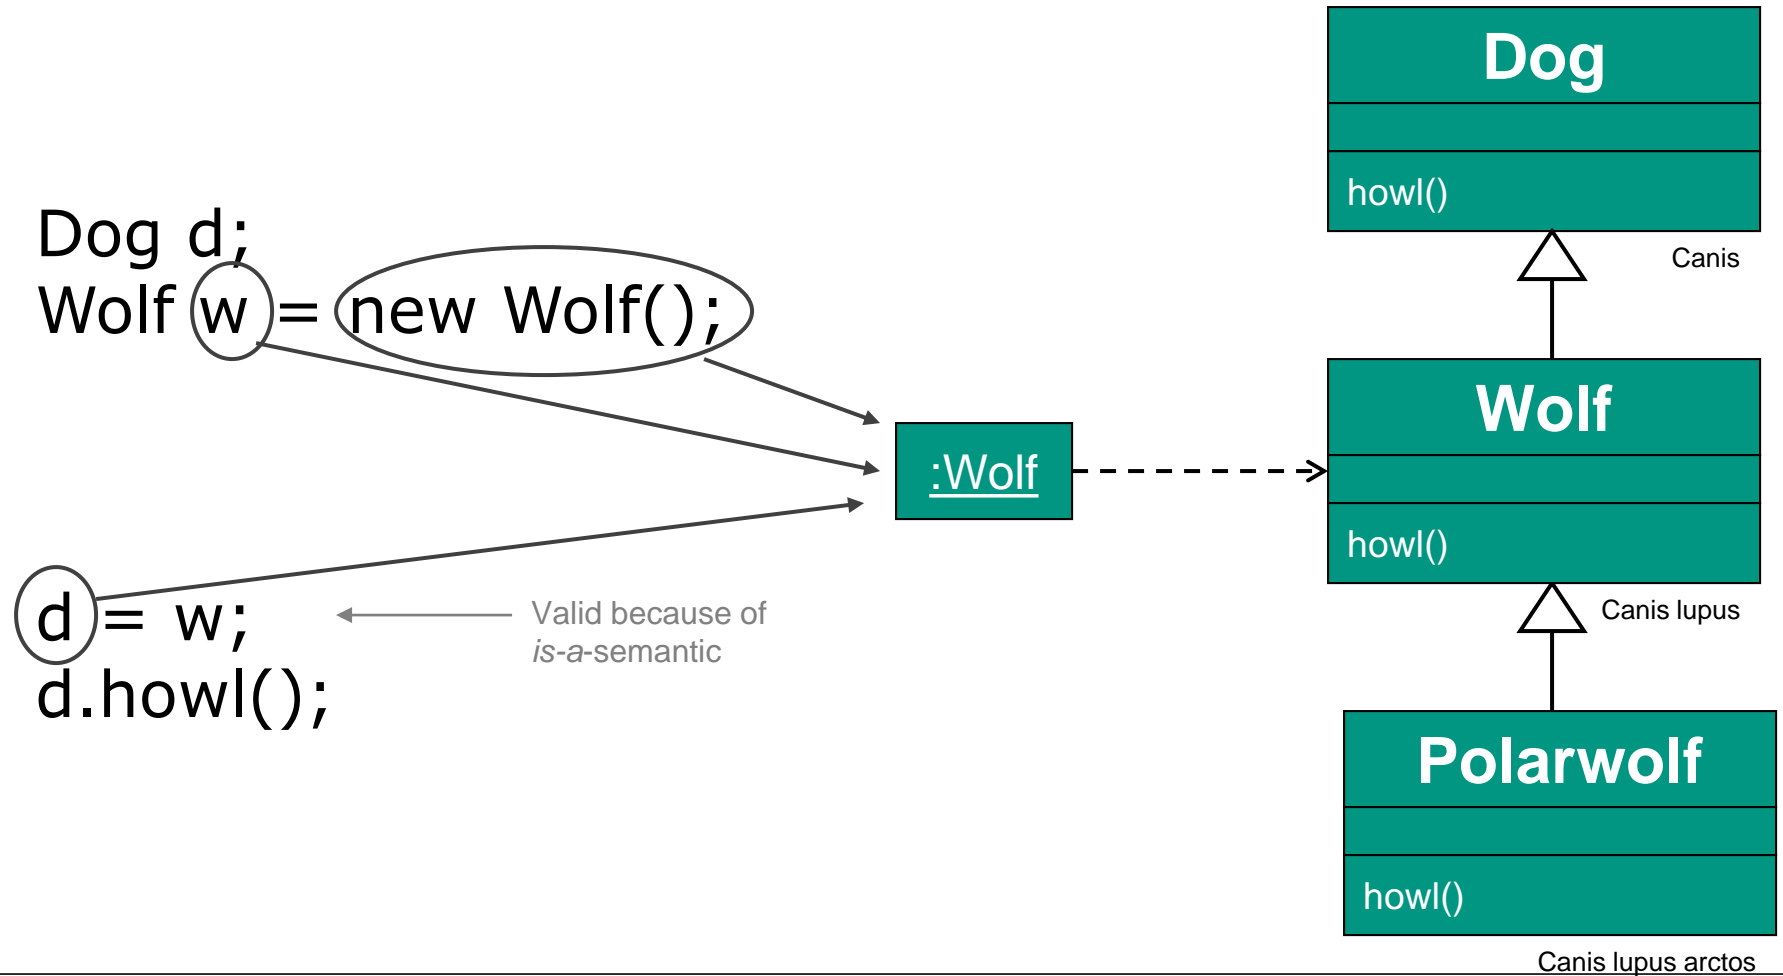 Dog d;
Wolf w = new Wolf();
d = w;
d.howl();
Valid because of
is-a-semantic
:Wolf
Dog
howl()
Canis
Wolf
howl()
Canis lupus
Polarwolf
howl()
Canis lupus arctos